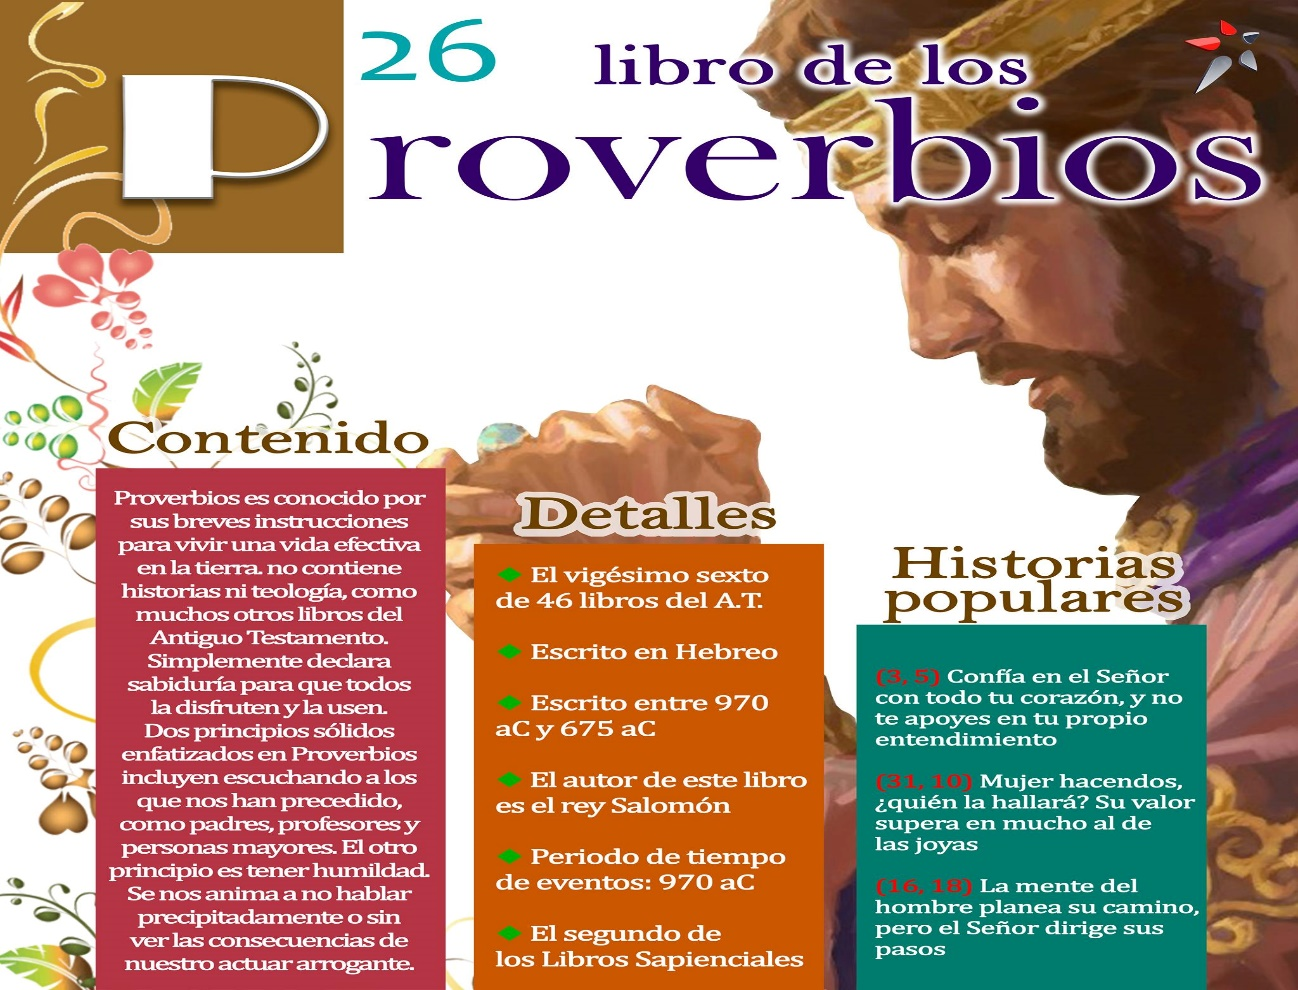 26
libro de los
Proverbios
Contenido
Proverbios es conocido por
sus breves instrucciones
para vivir una vida efectiva
en la tierra. no contiene
historias ni teología, como
muchos otros libros del
Antiguo Testamento.
Simplemente declara
sabiduría para que todos
la disfruten y la usen.
Dos principios sólidos
enfatizados en Proverbios
incluyen escuchando a los
que nos han precedido,
como padres, profesores y
personas mayores. El otro
principio es tener humildad.
Se nos anima a no hablar
precipitadamente o sin
ver las consecuencias de
nuestro actuar arrogante.
Detalles
El vigésimo sexto
de 46 libros del A.T.
Escrito en Hebreo
Escrito entre 970
aC y 675 aC
El autor de este libro
es el rey Salomón
Periodo de tiempo
de eventos: 970 aC
El segundo de
los Libros Sapienciales
Historias
populares
(3, 5) Confía en el Señor
con todo tu corazón, y no
te apoyes en tu propio
entendimiento
(31, 10) Mujer hacendos,
¿quién la hallará? Su valor
supera en mucho al de
las joyas
(16, 18) La mente del
hombre planea su camino,
pero el Señor dirige sus
pasos